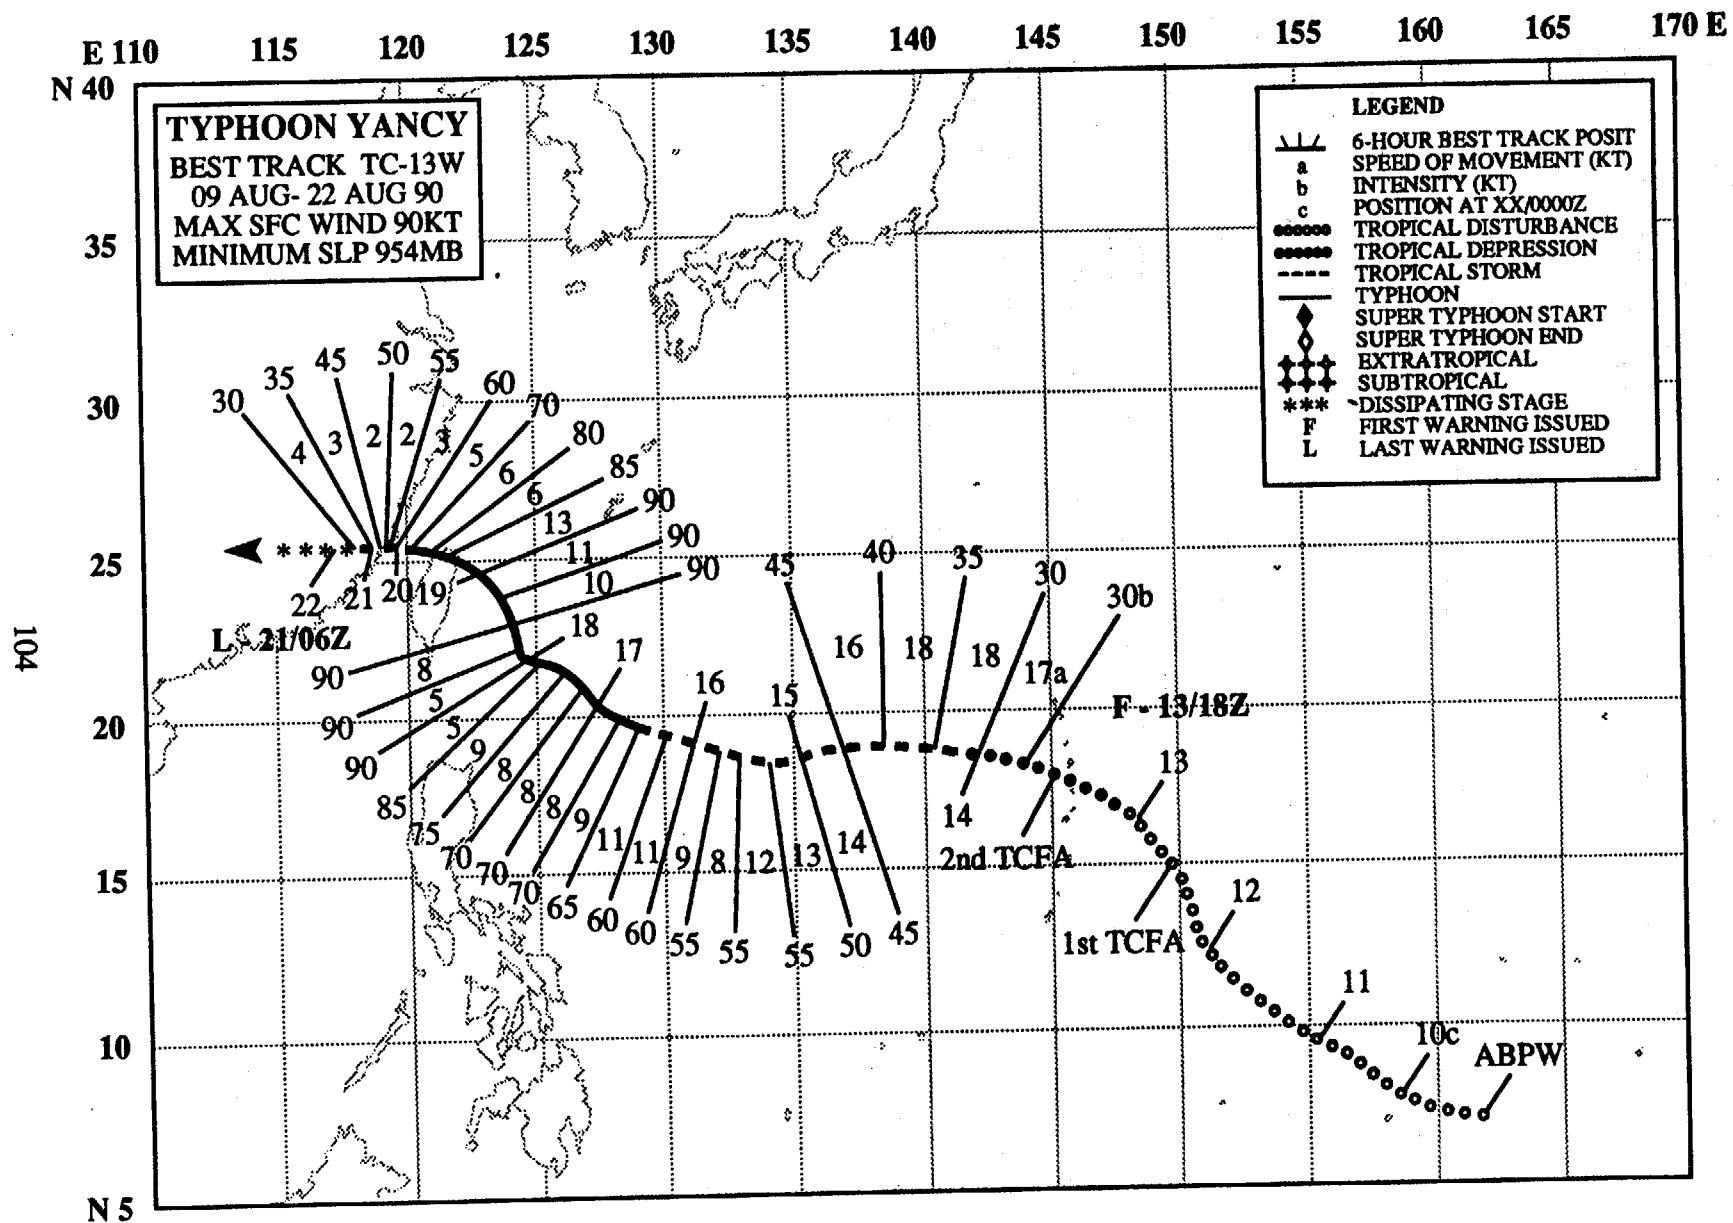 E 110 115 120 125 130 135 140 145 150 155 160 165 170 E
N 40
35
30
25
20
15
10
N 5
TYPHOON YANCY
BEST TRACK TC-13W
09 AUG- 22 AUG 90
MAX SFC WIND 90KT
MINIMUM SLP 954MB
LEGEND
6-HOUR BEST TRACK POSIT
a SPEED OF MOVEMENT (KT)
b INTENSITY (KT)
c POSITION AT XX/0000Z
TROPICAL DISTURBANCE
TROPICAL DEPRESSION
TROPICAL STORM
TYPHOON
SUPER TYPHOON START
SUPER TYPHOON END
EXTRATROPICAL
SUBTROPICAL
*** DISSIPATING STAGE
F FIRST WARNING ISSUED
L LAST WARNING ISSUED
30 35 45 50 55 60 70 80 85 90 90 90
4 3 2 2 3 5 6 6 13 11 10
22 21 20 19
L - 21/06Z
18 17 16 15
90 90 90 85 75 70 70 70 65 60 60 55 55 55 50 45
8 5 5 9 8 8 8 9 11 11 9 8 12 13 14
45 40 35 30 30b
16 18 18 17a
F - 13/18Z
14
13
2nd TCFA
12
1st TCFA
11
10c
ABPW
104